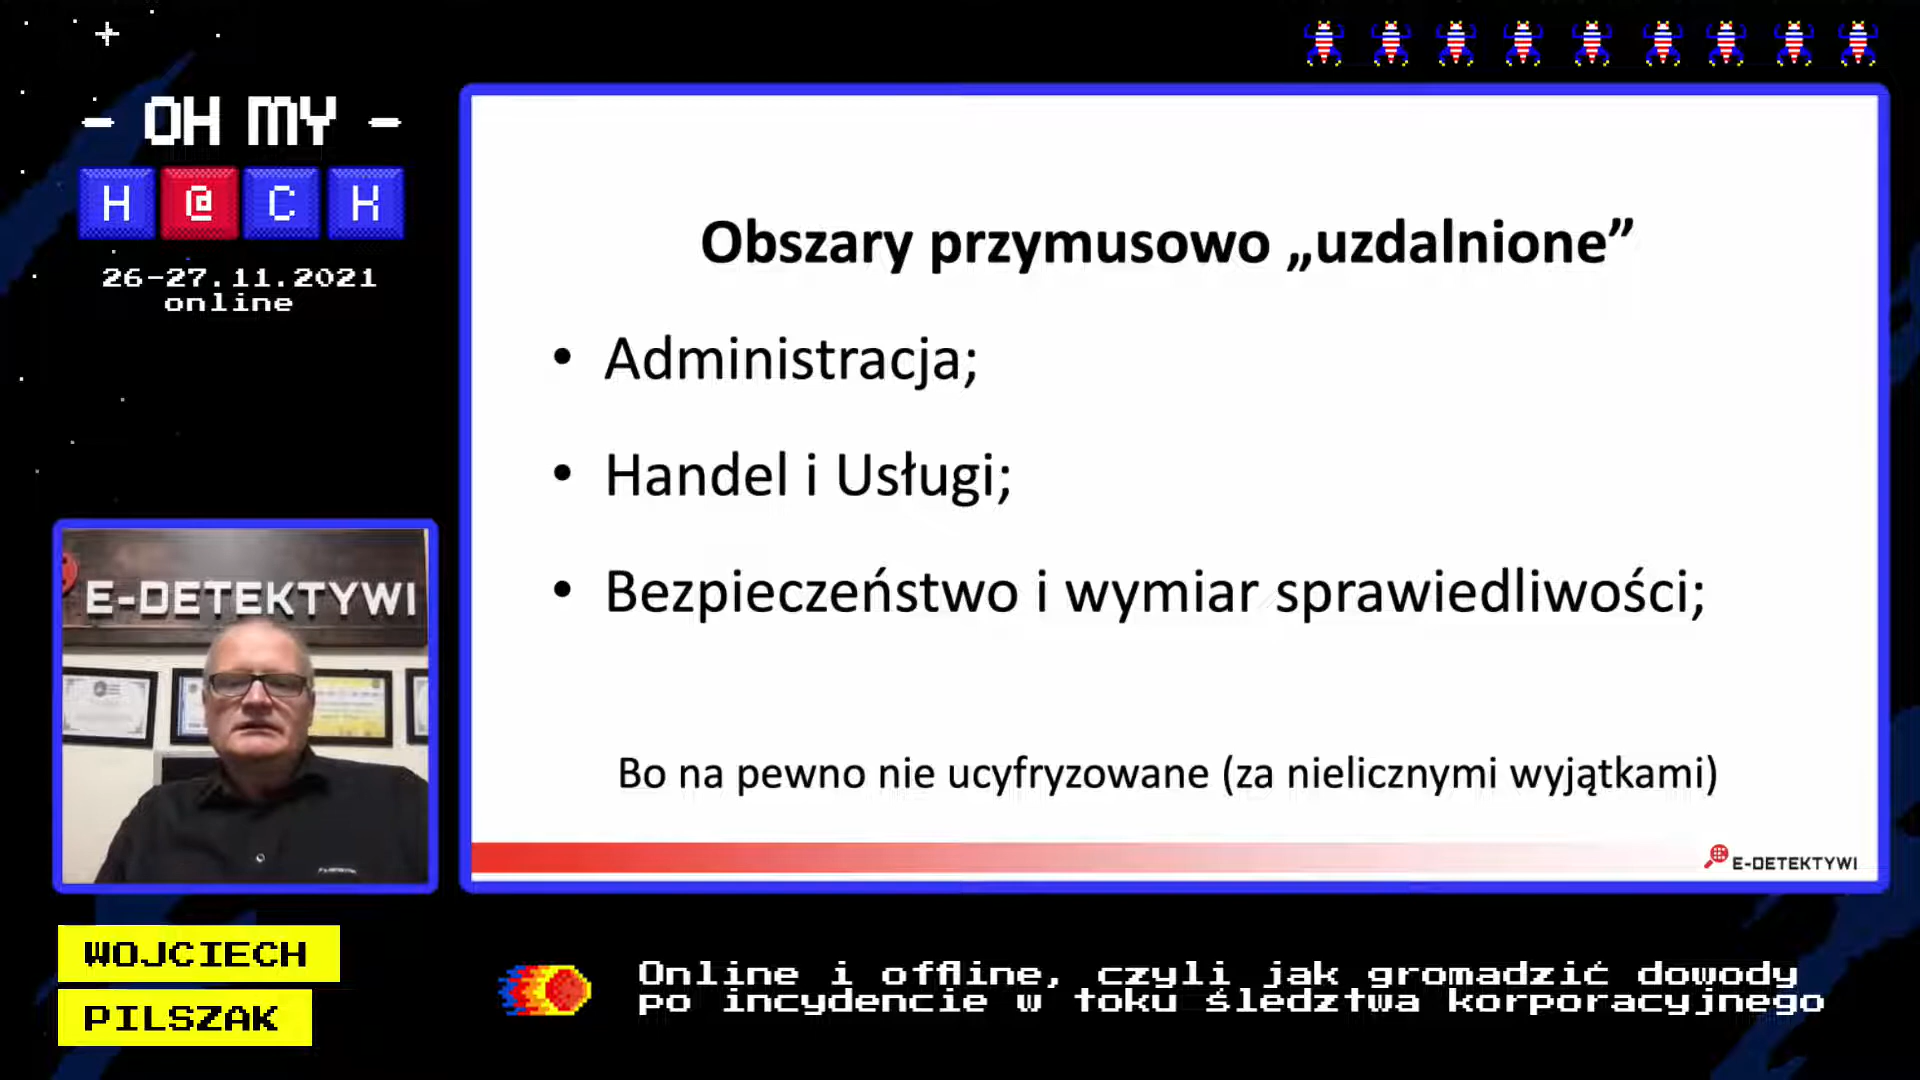 - OH MY -
H@CK
26-27.11.2021
online
Obszary przymusowo „uzdalnione”
• Administracja;
• Handel i Usługi;
• Bezpieczeństwo i wymiar sprawiedliwości;
Bo na pewno nie ucyfryzowane (za nielicznymi wyjątkami)
E-DETEKTYWI
E-DETEKTYWI
WOJCIECH
PILSZAK
Online i offline, czyli jak gromadzić dowody
po incydencie w toku śledztwa korporacyjnego